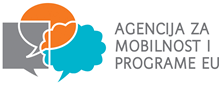 AGENCIJA ZA
MOBILNOST I
PROGRAME EU